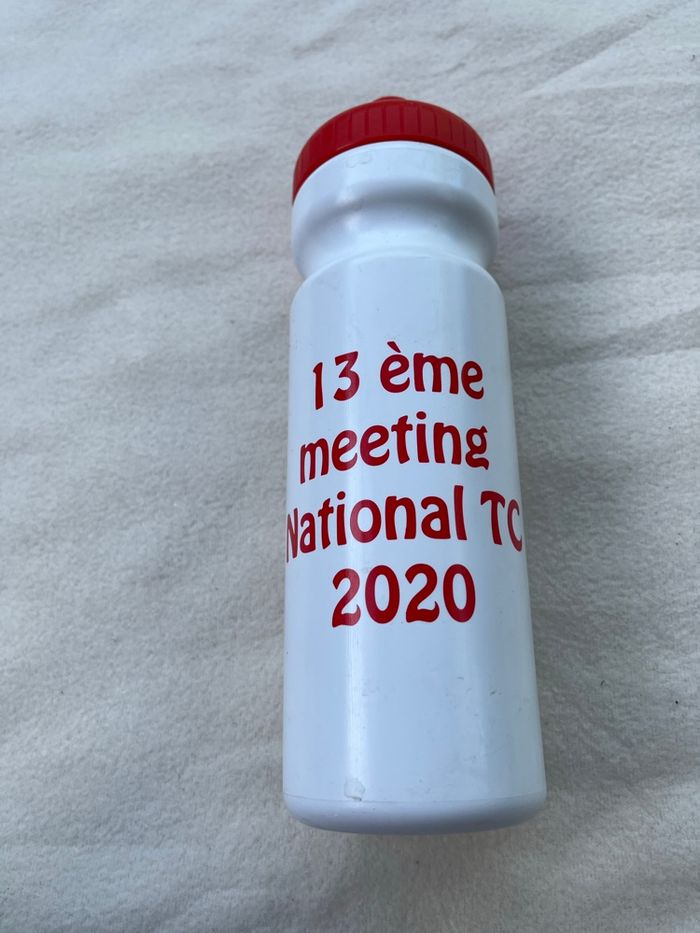 13 ème
meeting
National TC
2020